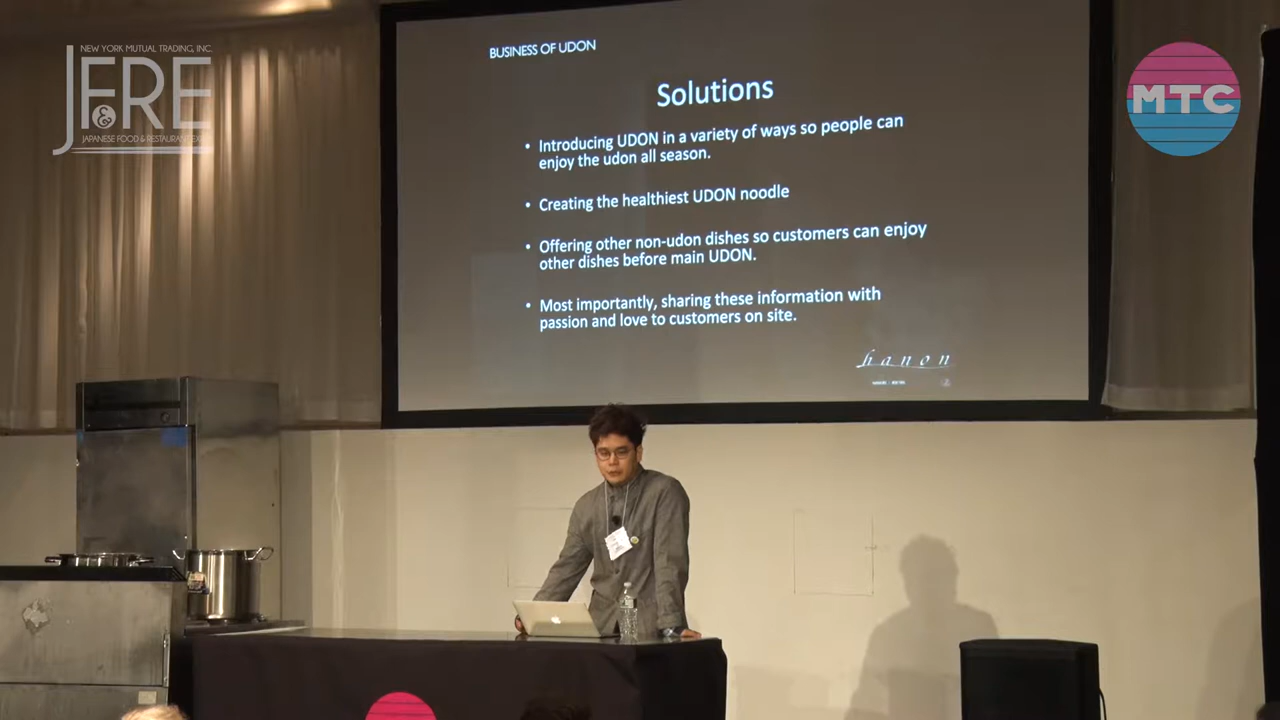 NEW YORK MUTUAL TRADING, INC.
JFRE
&
JAPANESE FOOD & RESTAURANT
MTC
BUSINESS OF UDON
Solutions
• Introducing UDON in a variety of ways so people can
enjoy the udon all season.
• Creating the healthiest UDON noodle
• Offering other non-udon dishes so customers can enjoy
other dishes before main UDON.
• Most importantly, sharing these information with
passion and love to customers on site.
hanon